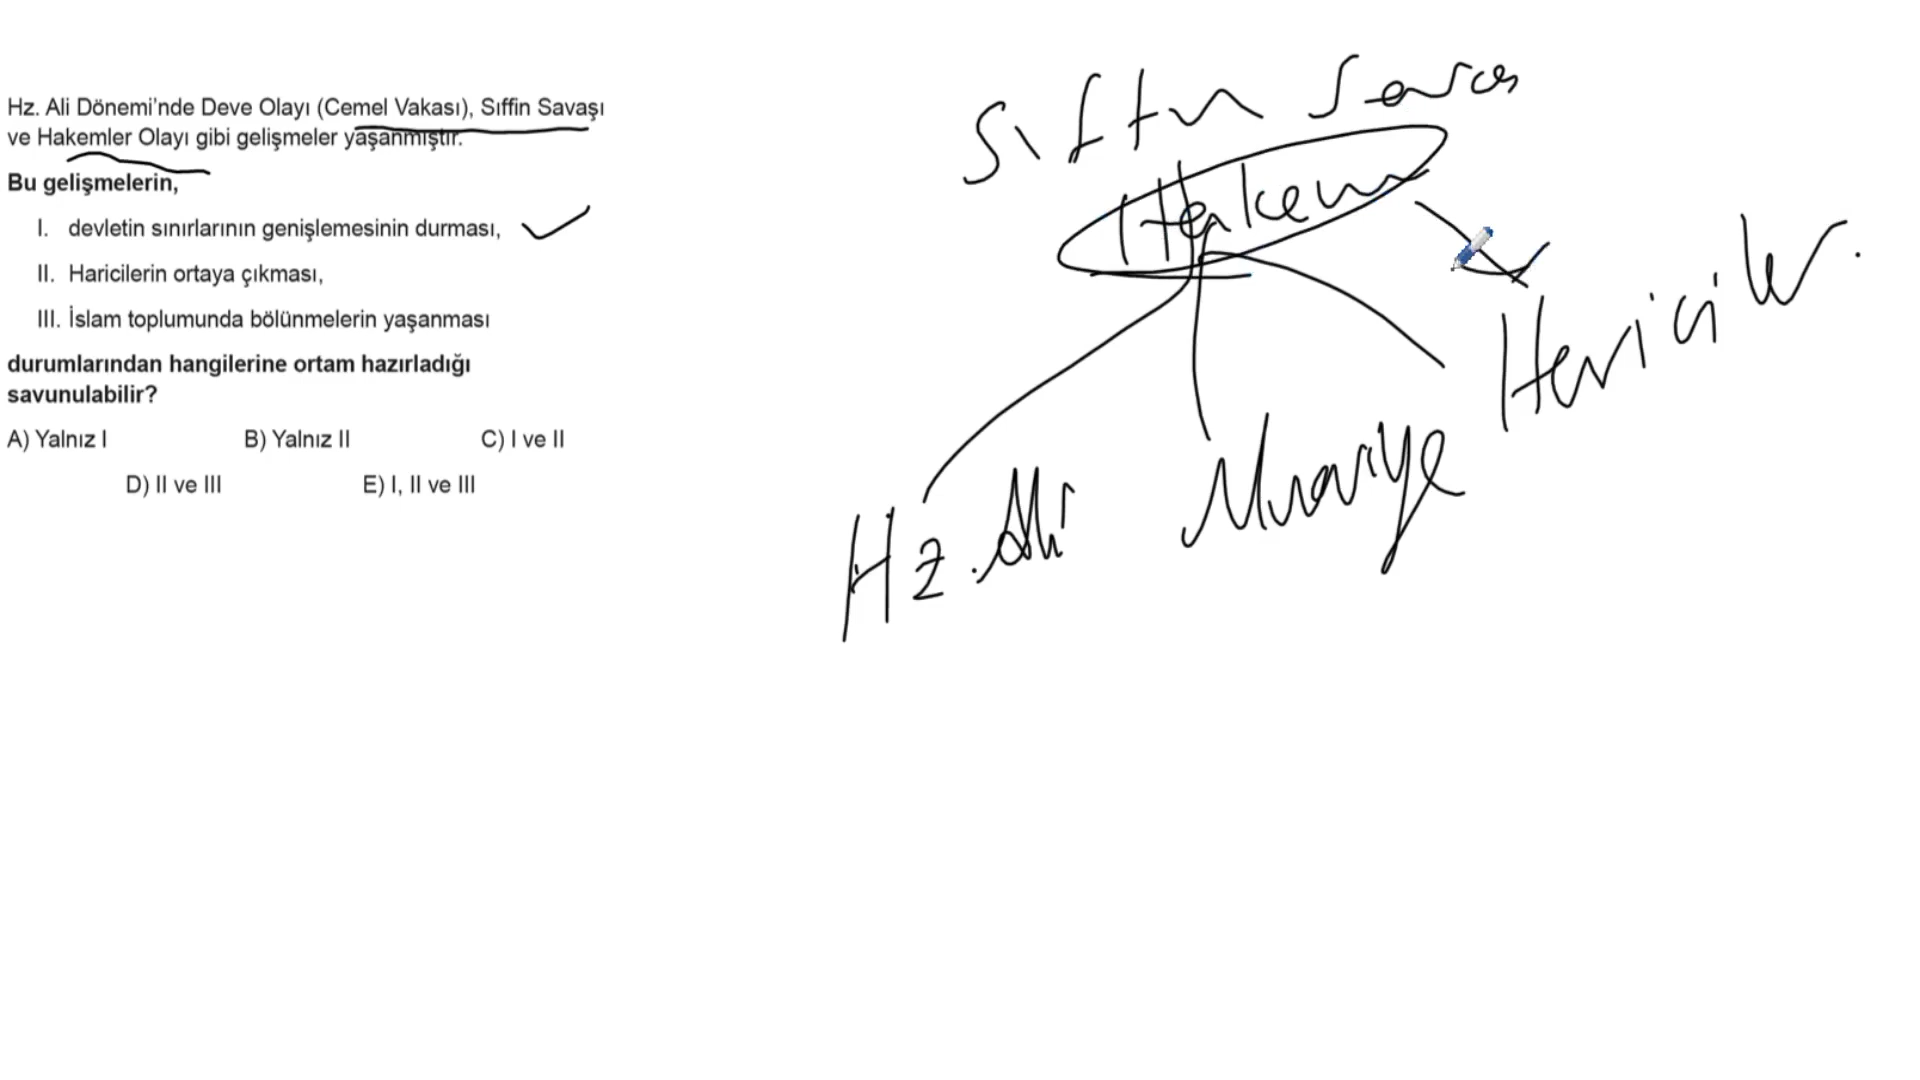 Hz. Ali Dönemi'nde Deve Olayı (Cemel Vakası), Sıffin Savaşı
ve Hakemler Olayı gibi gelişmeler yaşanmıştır.
Bu gelişmelerin,
I. devletin sınırlarının genişlemesinin durması,
II. Haricilerin ortaya çıkması,
III. İslam toplumunda bölünmelerin yaşanması
durumlarından hangilerine ortam hazırladığı
savunulabilir?
A) Yalnız I B) Yalnız II C) I ve II
D) II ve III E) I, II ve III
Sıffın Savaş
Hakem
Hariciler.
Hz. Ali Muaviye